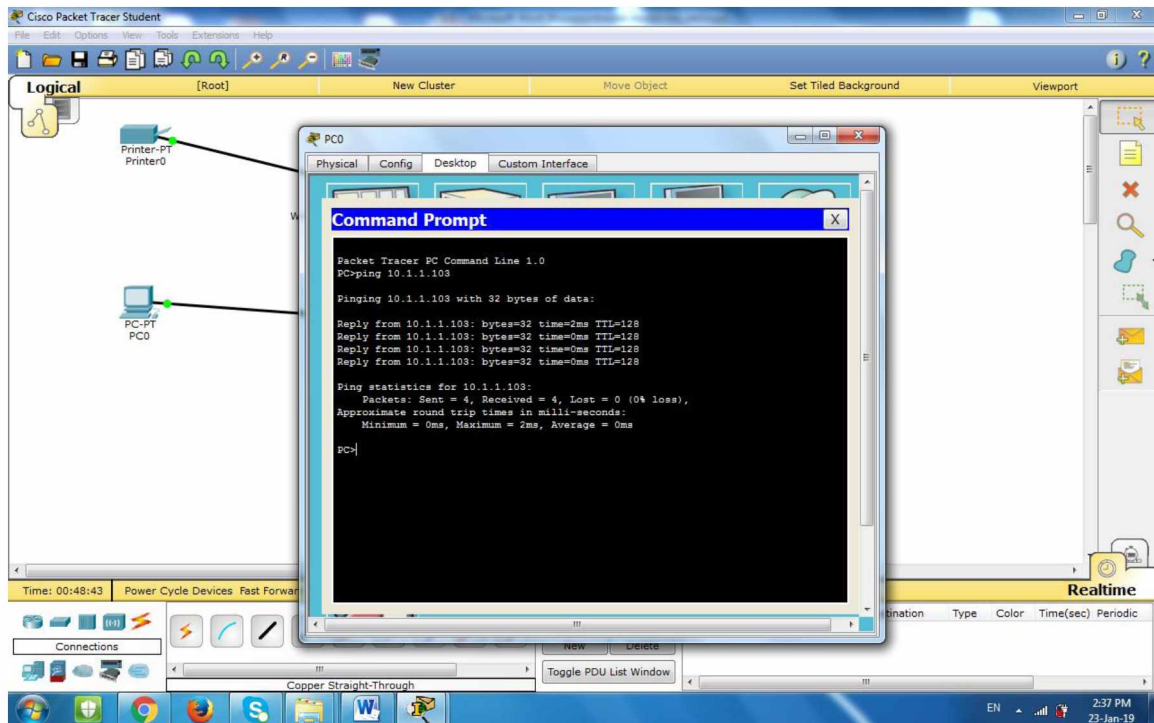 Cisco Packet Tracer Student
File Edit Options View Tools Extensions Help
Logical
[Root]
New Cluster
Move Object
Set Tiled Background
Viewport
Printer-PT
Printer0
W
PC-PT
PC0
PC0
Physical Config Desktop Custom Interface
Command Prompt
X
Packet Tracer PC Command Line 1.0
PC>ping 10.1.1.103
Pinging 10.1.1.103 with 32 bytes of data:
Reply from 10.1.1.103: bytes=32 time=2ms TTL=128
Reply from 10.1.1.103: bytes=32 time=0ms TTL=128
Reply from 10.1.1.103: bytes=32 time=0ms TTL=128
Reply from 10.1.1.103: bytes=32 time=0ms TTL=128
Ping statistics for 10.1.1.103:
Packets: Sent = 4, Received = 4, Lost = 0 (0% loss),
Approximate round trip times in milli-seconds:
Minimum = 0ms, Maximum = 2ms, Average = 0ms
PC>
Time: 00:48:43 Power Cycle Devices Fast Forwar
Realtime
tination Type Color Time(sec) Periodic
Connections
New Delete
Toggle PDU List Window
Copper Straight-Through
EN
2:37 PM
23-Jan-19